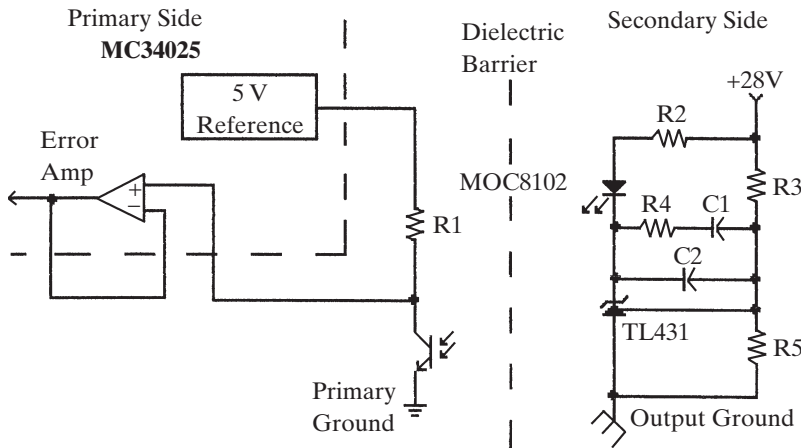 Primary Side
MC34025
5 V
Reference
Error
Amp
+
−
R1
Primary
Ground
Dielectric
Barrier
MOC8102
Secondary Side
+28V
R2
R3
R4
C1
C2
TL431
R5
Output Ground